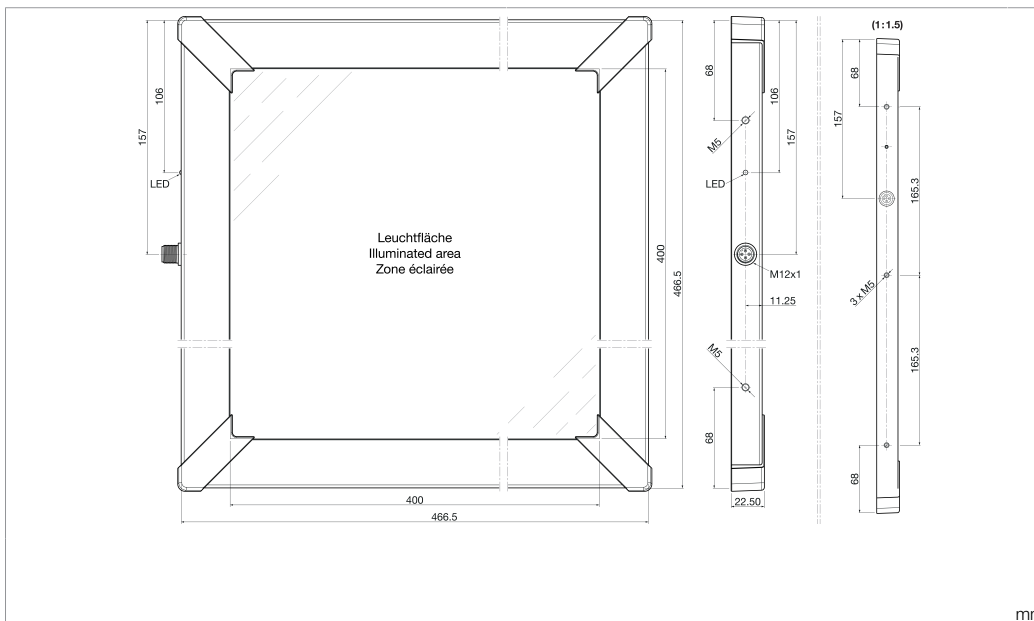 (1:1.5)
106
157
LED
Leuchtfläche
Illuminated area
Zone éclairée
400
466.5
400
466.5
68
106
157
M5
LED
M12x1
11.25
M5
68
22.50
68
157
165.3
3 x M5
165.3
68